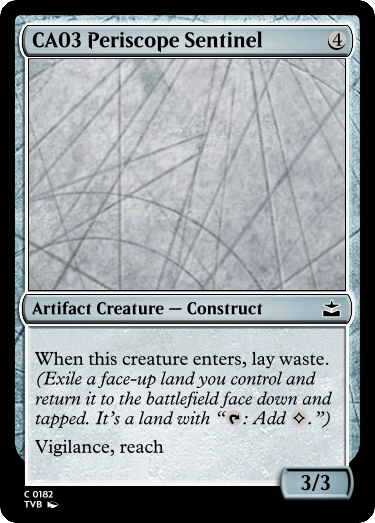 CA03 Periscope Sentinel 4
Artifact Creature — Construct
When this creature enters, lay waste.
(Exile a face-up land you control and
return it to the battlefield face down and
tapped. It's a land with “: Add .”)
Vigilance, reach
3/3
C 0182
TVB